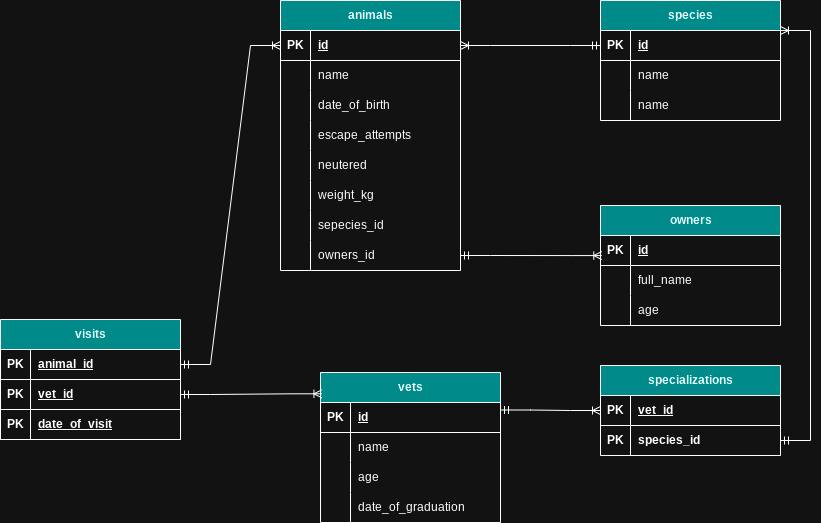 animals
PK id
name
date_of_birth
escape_attempts
neutered
weight_kg
sepecies_id
owners_id
species
PK id
name
name
owners
PK id
full_name
age
visits
PK animal_id
PK vet_id
PK date_of_visit
vets
PK id
name
age
date_of_graduation
specializations
PK vet_id
PK species_id